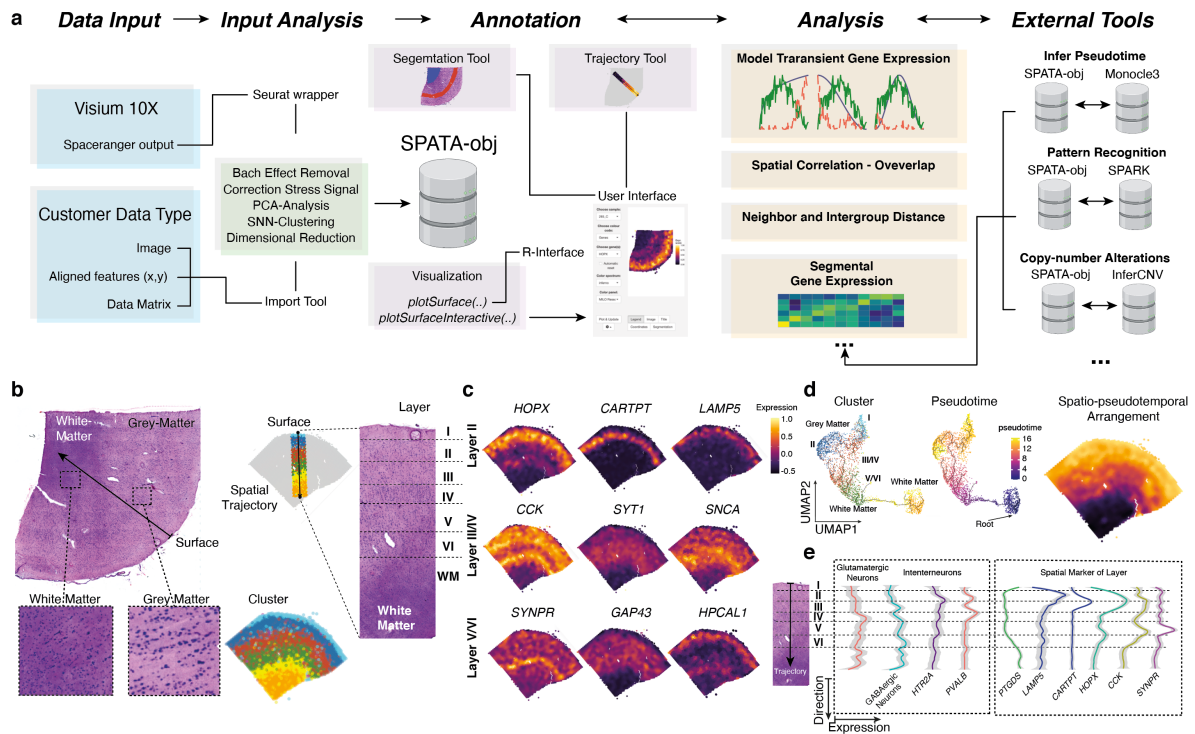 a
Data Input
Input Analysis
Annotation
Analysis
External Tools
Visium 10X
Spaceranger output
Customer Data Type
Image
Aligned features (x,y)
Data Matrix
Seurat wrapper
Bach Effect Removal
Correction Stress Signal
PCA-Analysis
SNN-Clustering
Dimensional Reduction
Import Tool
Segemtation Tool
Trajectory Tool
SPATA-obj
User Interface
R-Interface
Visualization
plotSurface(..)
plotSurfaceInteractive(..)
Model Traransient Gene Expression
Spatial Correlation - Oveverlap
Neighbor and Intergroup Distance
Segmental
Gene Expression
...
Infer Pseudotime
SPATA-obj Monocle3
Pattern Recognition
SPATA-obj SPARK
Copy-number Alterations
SPATA-obj InferCNV
...
b
White-
Matter
Grey-Matter
Surface
White-Matter
Grey-Matter
Surface
Spatial
Trajectory
Cluster
Layer
I
II
III
IV
V
VI
WM
White
Matter
c
HOPX CARTPT LAMP5
Layer II
Expression
1.0
0.5
0.0
-0.5
CCK SYT1 SNCA
Layer III/IV
SYNPR GAP43 HPCAL1
Layer V/VI
d
Cluster
Grey Matter
I
II
III/IV
V/VI
White Matter
White Matter
UMAP2
UMAP1
Pseudotime
White Matter
Root
pseudotime
16
12
8
4
0
Spatio-pseudotemporal
Arrangement
e
Glutamatergic
Neurons
Intenterneurons
Spatial Marker of Layer
I
II
III
IV
V
VI
Trajectory
GABAergic
Neurons
HTR2A
PVALB
PTGDS
LAMP5
CARTPT
HOPX
CCK
SYNPR
Direction
Expression